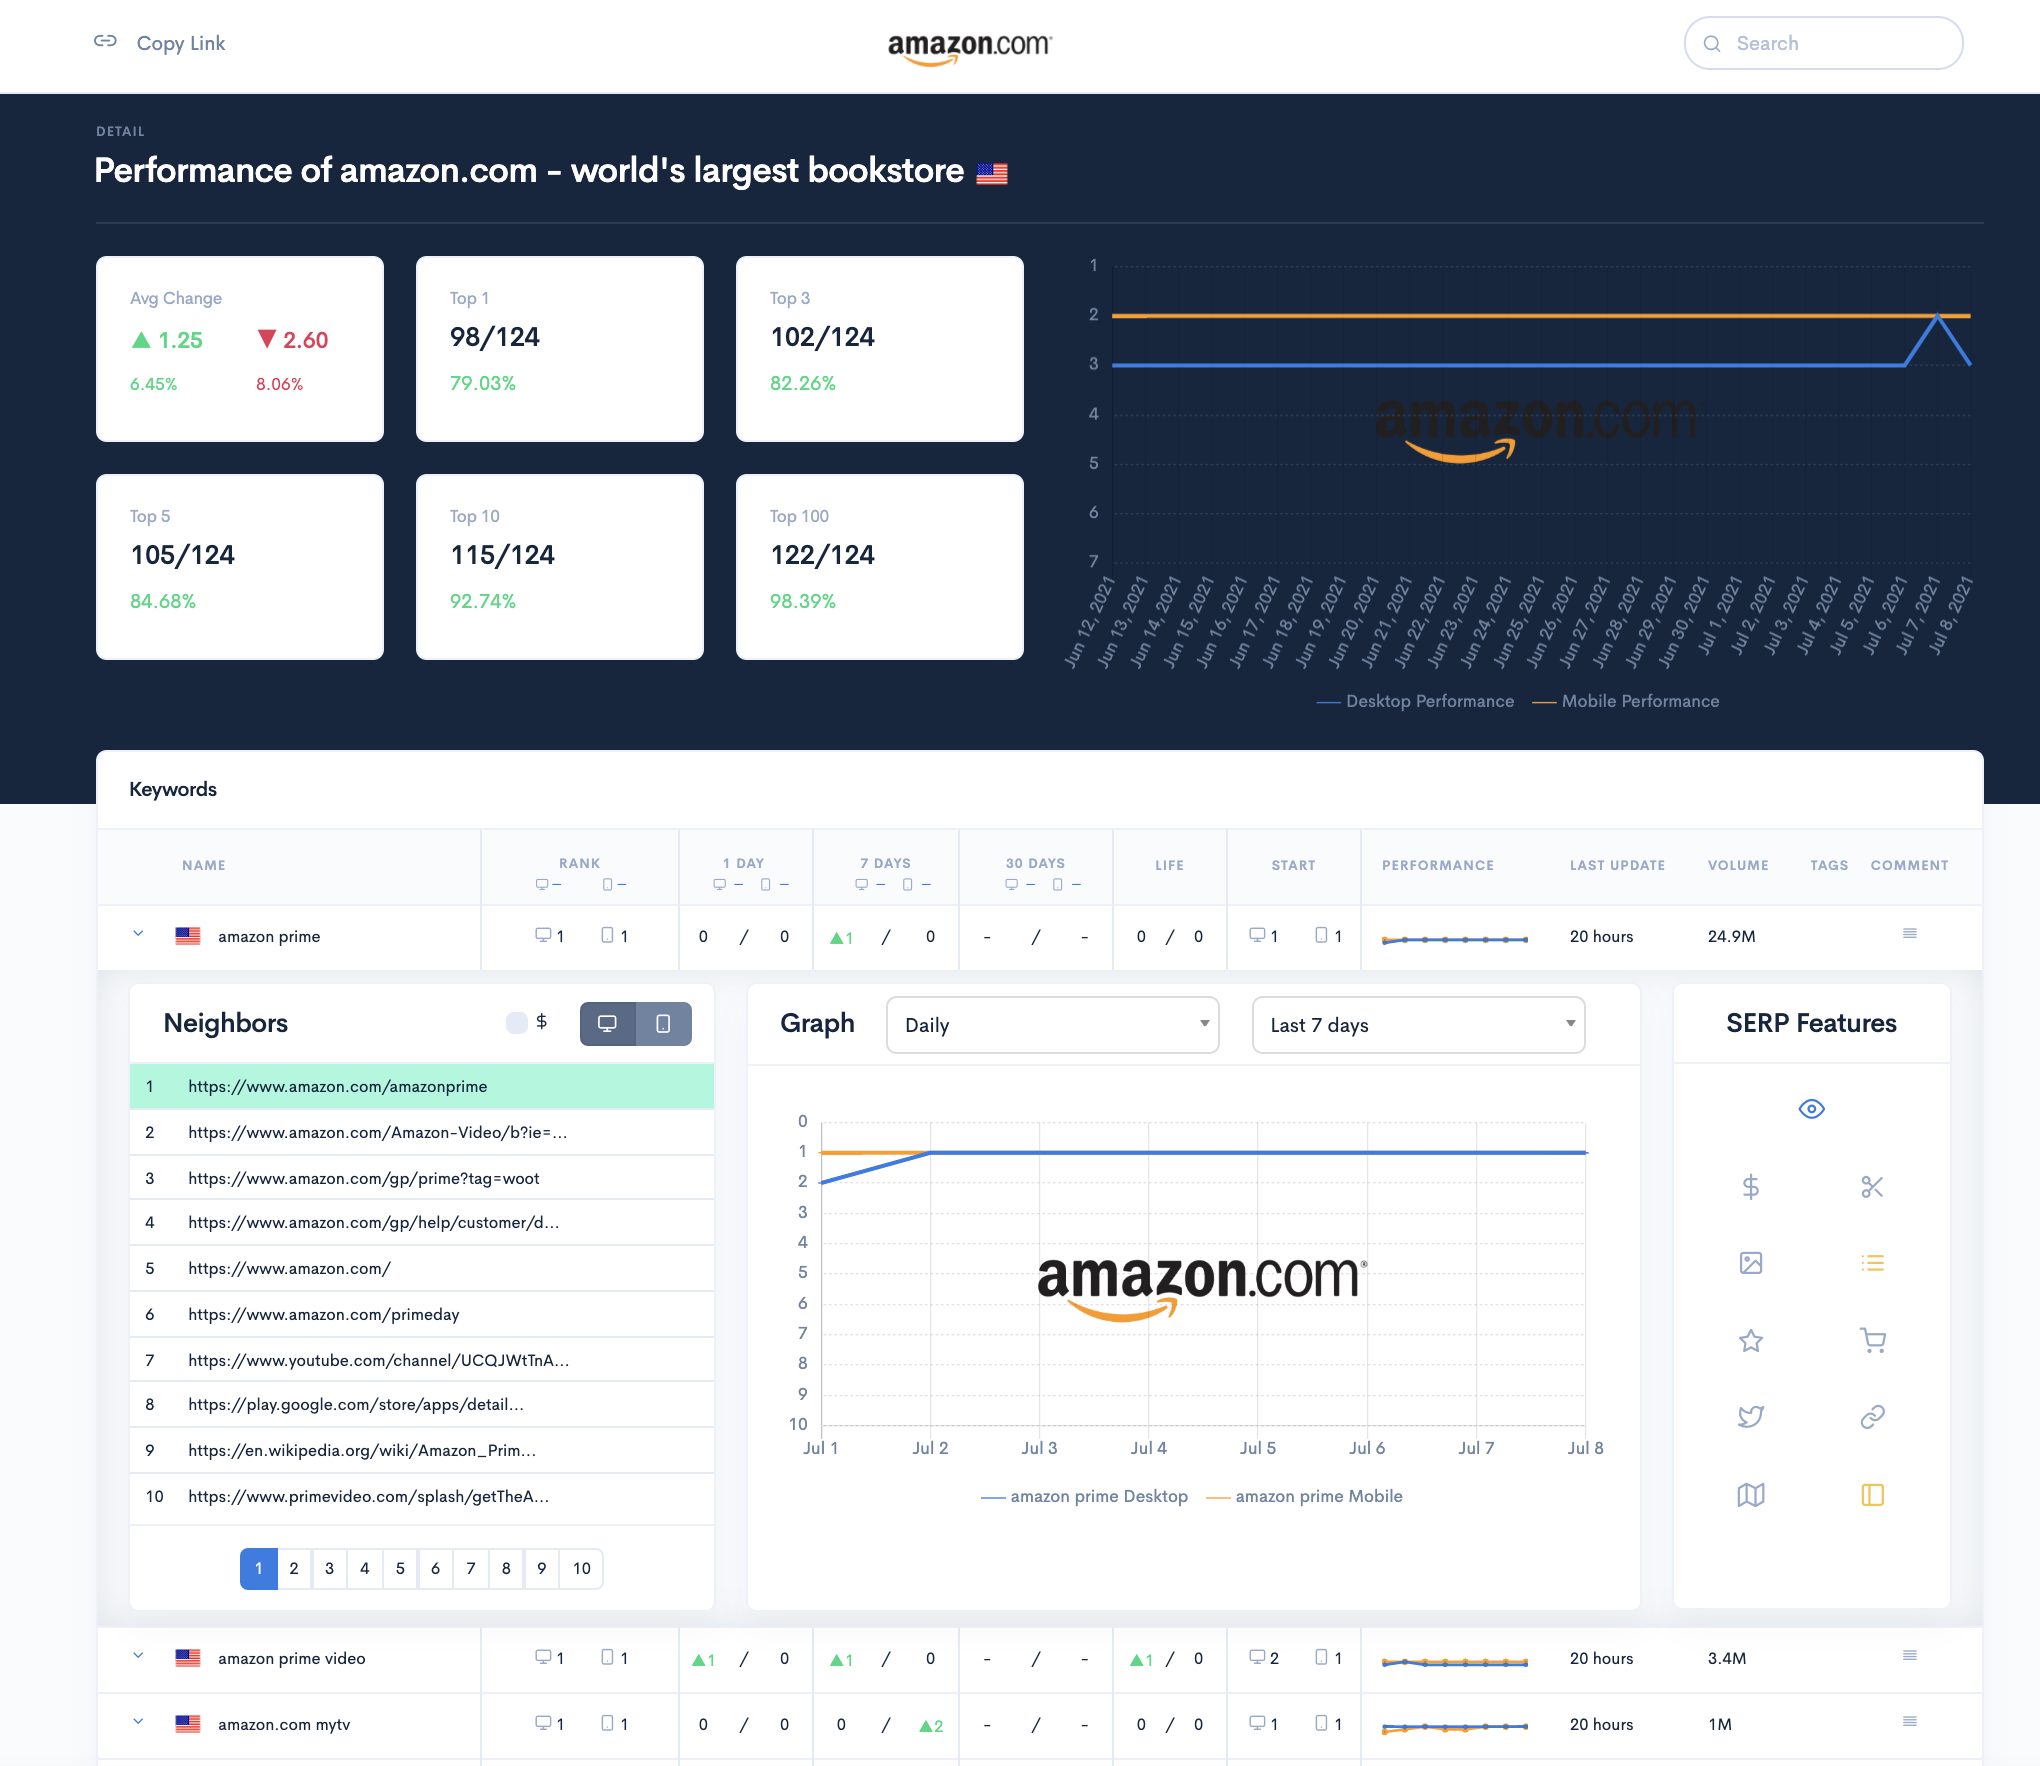 Copy Link
amazon.com
Search
DETAIL
Performance of amazon.com - world's largest bookstore
Avg Change
▲ 1.25 ▼ 2.60
6.45% 8.06%
Top 1
98/124
79.03%
Top 3
102/124
82.26%
Top 5
105/124
84.68%
Top 10
115/124
92.74%
Top 100
122/124
98.39%
1
2
3
4
5
6
7
amazon.com
Jun 12, 2021
Jun 13, 2021
Jun 14, 2021
Jun 15, 2021
Jun 16, 2021
Jun 17, 2021
Jun 18, 2021
Jun 19, 2021
Jun 20, 2021
Jun 21, 2021
Jun 22, 2021
Jun 23, 2021
Jun 24, 2021
Jun 25, 2021
Jun 26, 2021
Jun 27, 2021
Jun 28, 2021
Jun 29, 2021
Jun 30, 2021
Jul 1, 2021
Jul 2, 2021
Jul 3, 2021
Jul 4, 2021
Jul 5, 2021
Jul 6, 2021
Jul 7, 2021
Jul 8, 2021
Desktop Performance Mobile Performance
Keywords
NAME RANK 1 DAY 7 DAYS 30 DAYS LIFE START PERFORMANCE LAST UPDATE VOLUME TAGS COMMENT
amazon prime 1 1 0 / 0 ▲1 / 0 - / - 0 / 0 1 1 20 hours 24.9M
Neighbors $
1 https://www.amazon.com/amazonprime
2 https://www.amazon.com/Amazon-Video/b?ie=...
3 https://www.amazon.com/gp/prime?tag=woot
4 https://www.amazon.com/gp/help/customer/d...
5 https://www.amazon.com/
6 https://www.amazon.com/primeday
7 https://www.youtube.com/channel/UCQJWtTnA...
8 https://play.google.com/store/apps/detail...
9 https://en.wikipedia.org/wiki/Amazon_Prim...
10 https://www.primevideo.com/splash/getTheA...
1 2 3 4 5 6 7 8 9 10
Graph Daily Last 7 days
0
1
2
3
4
5
6
7
8
9
10
amazon.com®
Jul 1 Jul 2 Jul 3 Jul 4 Jul 5 Jul 6 Jul 7 Jul 8
amazon prime Desktop amazon prime Mobile
SERP Features
amazon prime video 1 1 ▲1 / 0 ▲1 / 0 - / - ▲1 / 0 2 1 20 hours 3.4M
amazon.com mytv 1 1 0 / 0 0 / ▲2 - / - 0 / 0 1 1 20 hours 1M